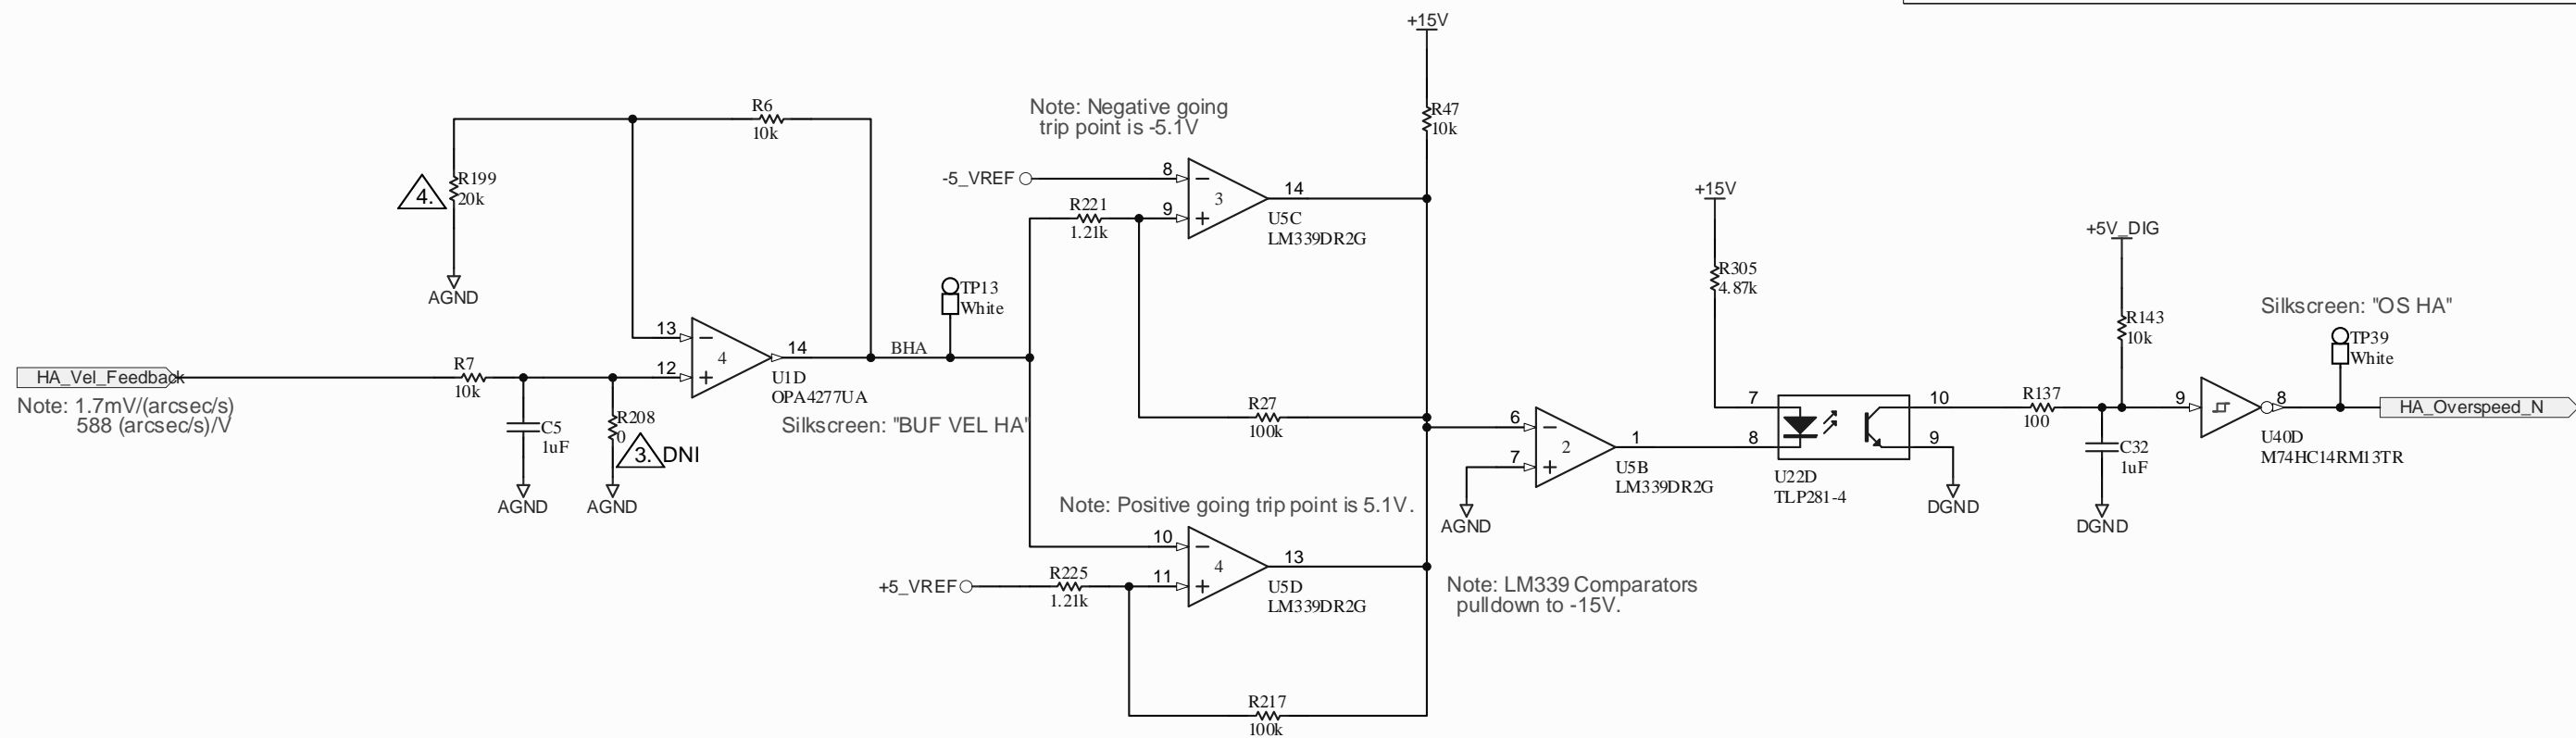 +15V
R6
10k
Note: Negative going
trip point is -5.1V
R47
10k
R199
20k
4.
AGND
-5_VREF
8
9
3
14
U5C
LM339DR2G
R221
1.21k
+15V
R305
4.87k
+5V_DIG
R143
10k
Silkscreen: "OS HA"
TP39
White
TP13
White
HA_Vel_Feedback
Note: 1.7mV/(arcsec/s)
588 (arcsec/s)/V
R7
10k
C5
1uF
AGND
R208
0
3. DNI
AGND
13
12
4
14
U1D
OPA4277UA
BHA
Silkscreen: "BUF VEL HA"
R27
100k
6
7
2
1
U5B
LM339DR2G
AGND
7
8
10
9
U22D
TLP281-4
DGND
R137
100
C32
1uF
DGND
9
8
U40D
M74HC14RM13TR
HA_Overspeed_N
Note: Positive going trip point is 5.1V.
10
11
4
13
U5D
LM339DR2G
+5_VREF
R225
1.21k
Note: LM339 Comparators
pulldown to -15V.
R217
100k